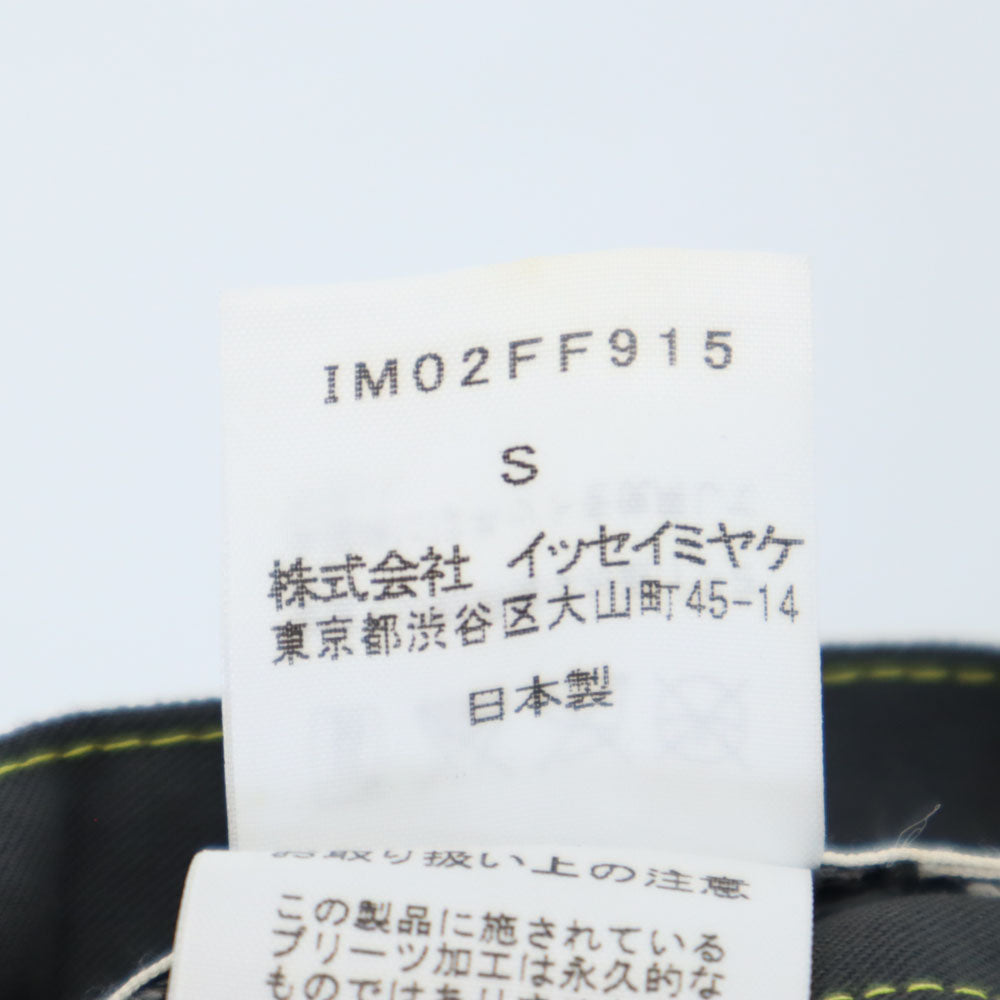 IM02FF915
S
株式会社 イッセイミヤケ
東京都渋谷区大山町45-14
日本製
お取り扱い上の注意
この製品に施されている
プリーツ加工は永久的な
ものではありま